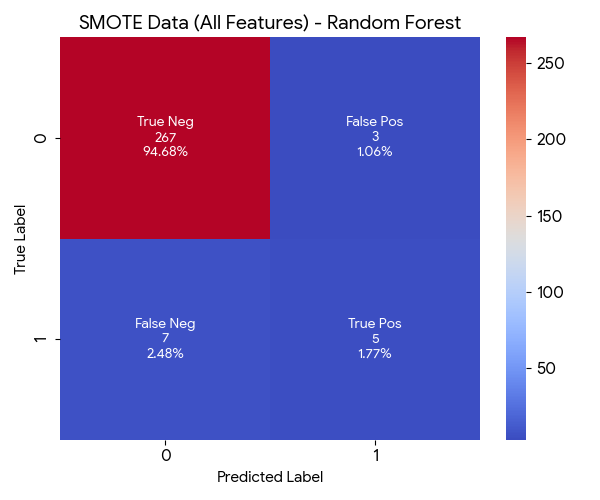 SMOTE Data (All Features) - Random Forest
True Neg
267
94.68%
False Pos
3
1.06%
False Neg
7
2.48%
True Pos
5
1.77%
0
1
True Label
0
1
Predicted Label
250
200
150
100
50